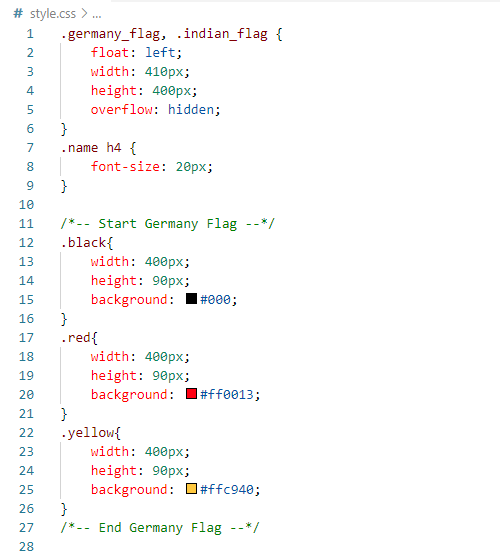 # style.css > ...
1 .germany_flag, .indian_flag {
2     float: left;
3     width: 410px;
4     height: 400px;
5     overflow: hidden;
6 }
7 .name h4 {
8     font-size: 20px;
9 }
10
11 /*-- Start Germany Flag --*/
12 .black{
13     width: 400px;
14     height: 90px;
15     background: #000;
16 }
17 .red{
18     width: 400px;
19     height: 90px;
20     background: #ff0013;
21 }
22 .yellow{
23     width: 400px;
24     height: 90px;
25     background: #ffc940;
26 }
27 /*-- End Germany Flag --*/
28